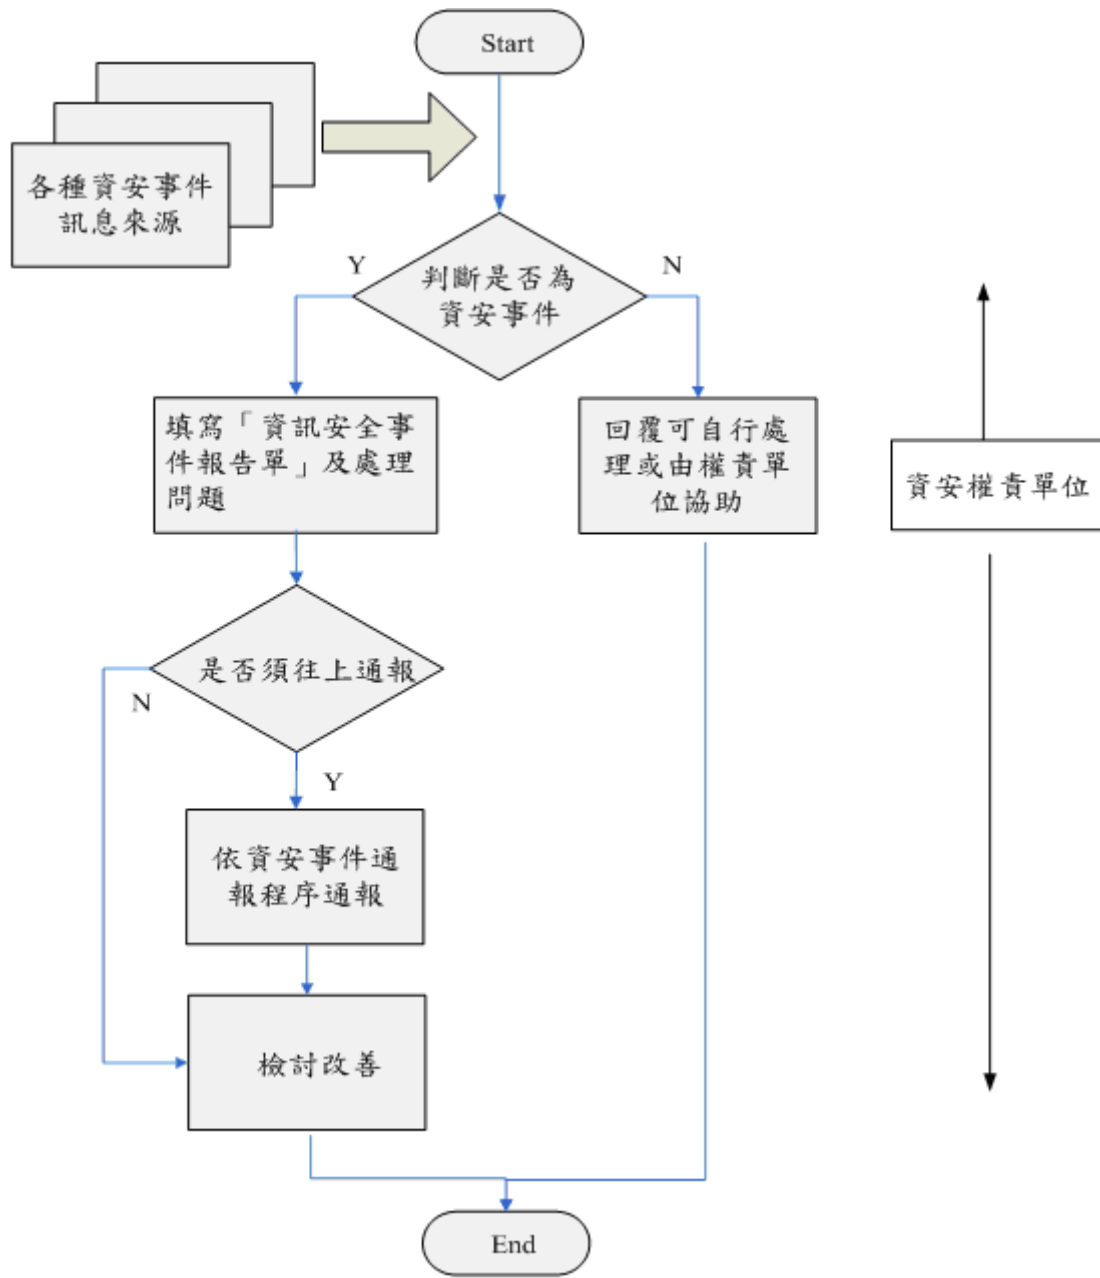 Start
各種資安事件
訊息來源
判斷是否為
資安事件
Y
N
填寫「資訊安全事
件報告單」及處理
問題
回覆可自行處
理或由權責單
位協助
資安權責單位
是否須往上通報
N
Y
依資安事件通
報程序通報
檢討改善
End